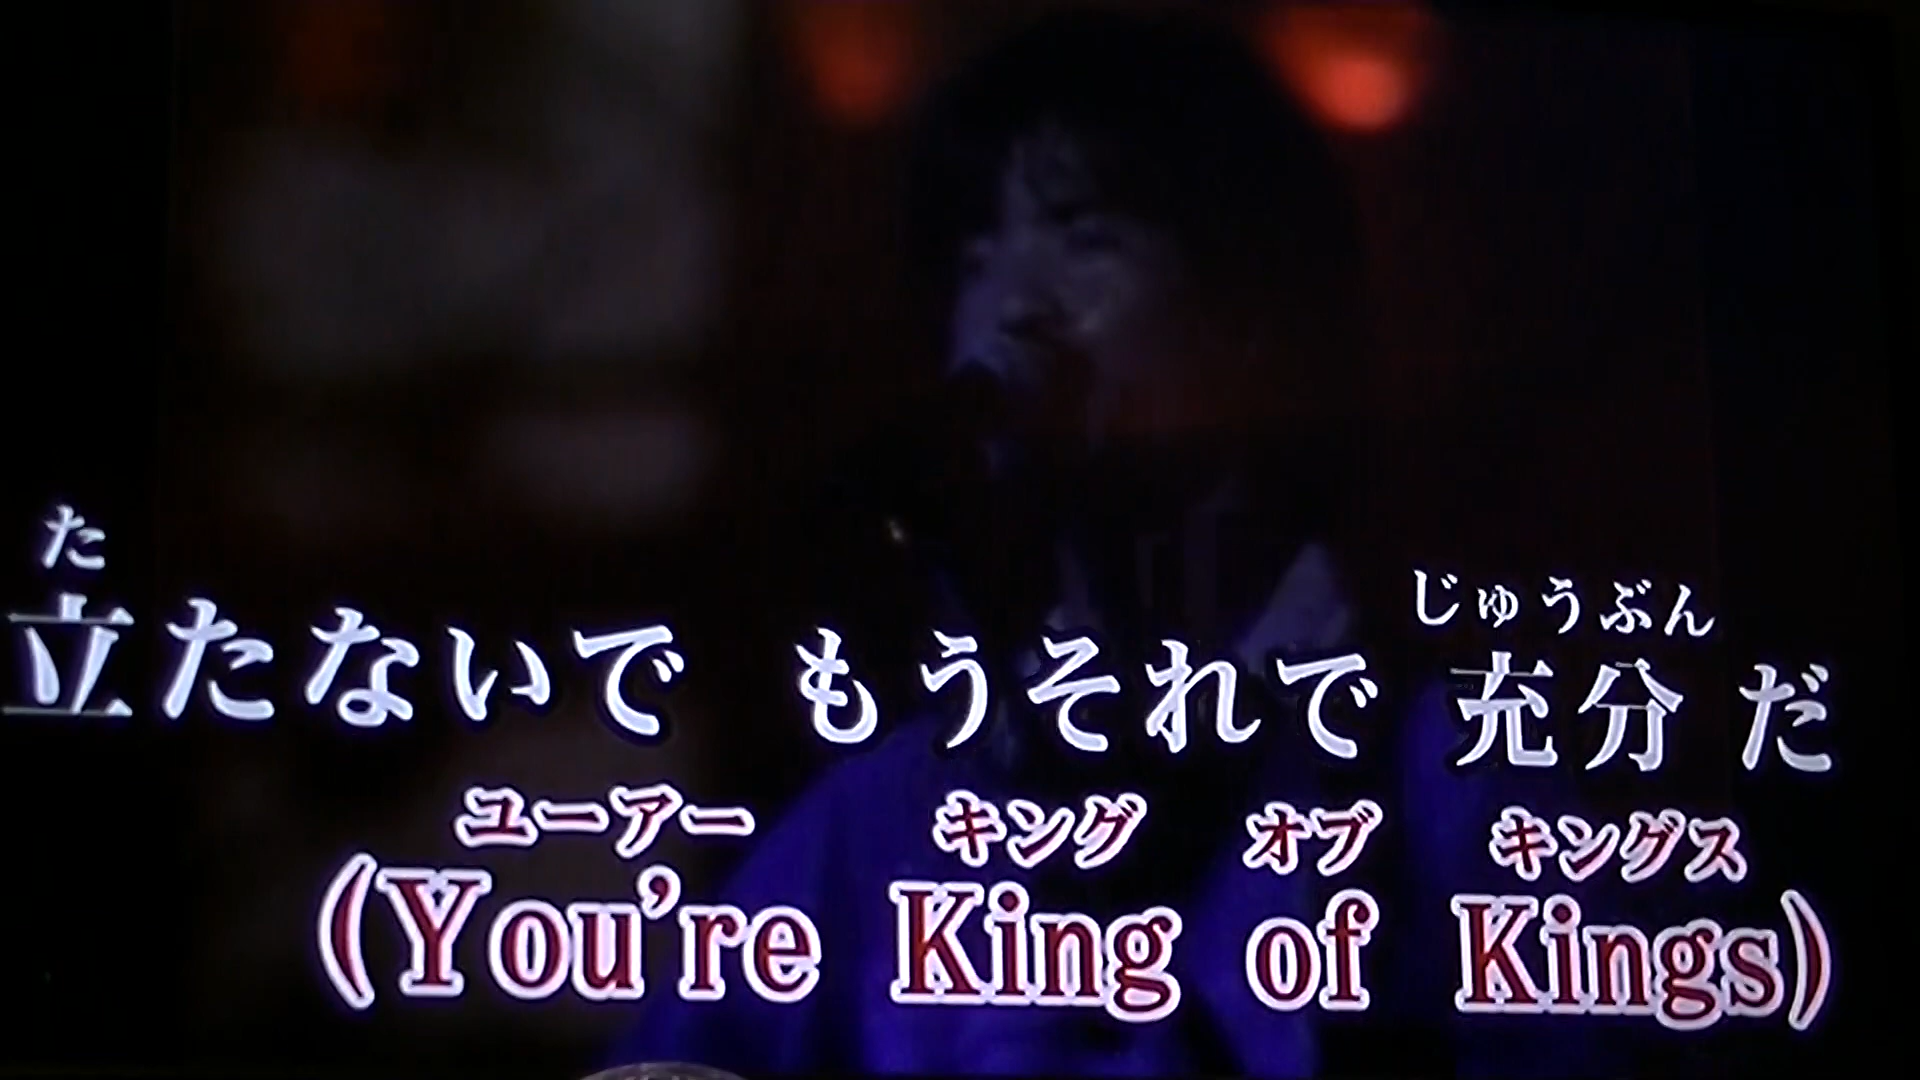 た
立たないで もうそれで 充分だ
じゅうぶん
ユーアー キング オブ キングス
(You're King of Kings)